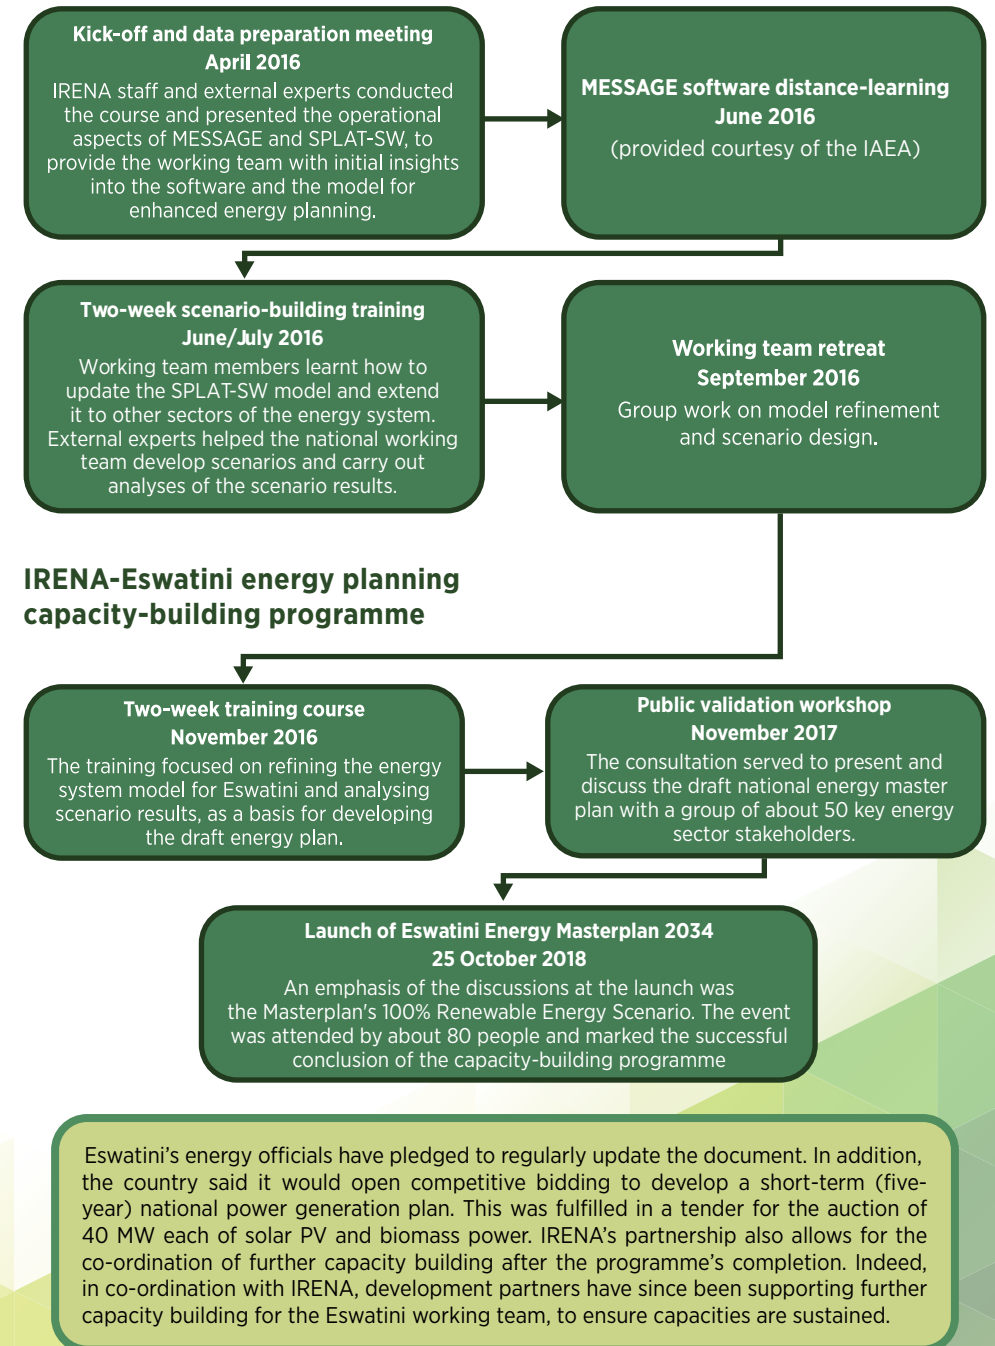 Kick-off and data preparation meeting
April 2016
IRENA staff and external experts conducted
the course and presented the operational
aspects of MESSAGE and SPLAT-SW, to
provide the working team with initial insights
into the software and the model for
enhanced energy planning.
MESSAGE software distance-learning
June 2016
(provided courtesy of the IAEA)
Two-week scenario-building training
June/July 2016
Working team members learnt how to
update the SPLAT-SW model and extend
it to other sectors of the energy system.
External experts helped the national working
team develop scenarios and carry out
analyses of the scenario results.
Working team retreat
September 2016
Group work on model refinement
and scenario design.
IRENA-Eswatini energy planning
capacity-building programme
Two-week training course
November 2016
The training focused on refining the energy
system model for Eswatini and analysing
scenario results, as a basis for developing
the draft energy plan.
Public validation workshop
November 2017
The consultation served to present and
discuss the draft national energy master
plan with a group of about 50 key energy
sector stakeholders.
Launch of Eswatini Energy Masterplan 2034
25 October 2018
An emphasis of the discussions at the launch was
the Masterplan's 100% Renewable Energy Scenario. The event
was attended by about 80 people and marked the successful
conclusion of the capacity-building programme
Eswatini's energy officials have pledged to regularly update the document. In addition,
the country said it would open competitive bidding to develop a short-term (five-
year) national power generation plan. This was fulfilled in a tender for the auction of
40 MW each of solar PV and biomass power. IRENA's partnership also allows for the
co-ordination of further capacity building after the programme's completion. Indeed,
in co-ordination with IRENA, development partners have since been supporting further
capacity building for the Eswatini working team, to ensure capacities are sustained.